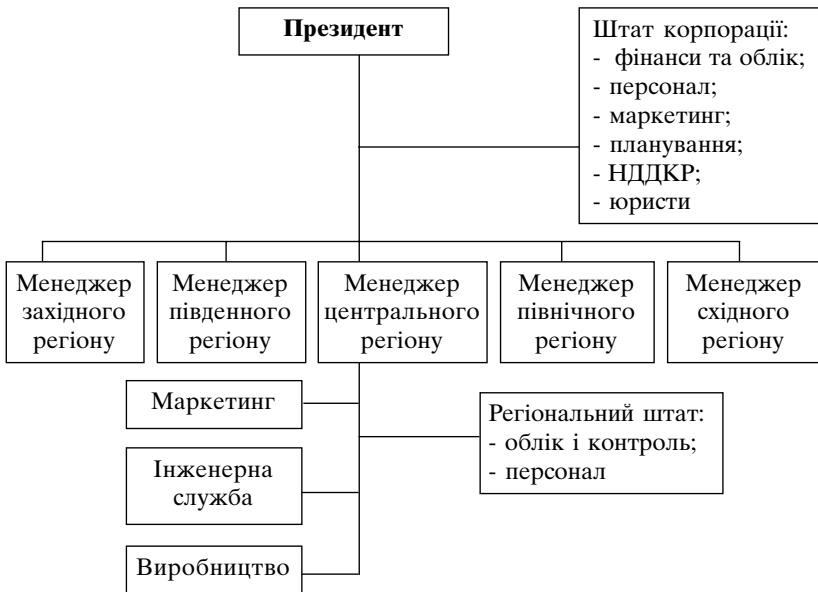 Президент
Штат корпорації:
- фінанси та облік;
- персонал;
- маркетинг;
- планування;
- НДДКР;
- юристи
Менеджер
західного
регіону
Менеджер
південного
регіону
Менеджер
центрального
регіону
Менеджер
північного
регіону
Менеджер
східного
регіону
Маркетинг
Регіональний штат:
- облік і контроль;
- персонал
Інженерна
служба
Виробництво